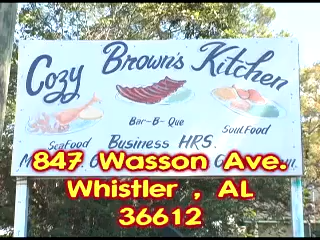 Cozy Brown's Kitchen
Bar-B-Que
SeaFood
Soul Food
Business HRS.
847 Wasson Ave.
Whistler , AL
36612